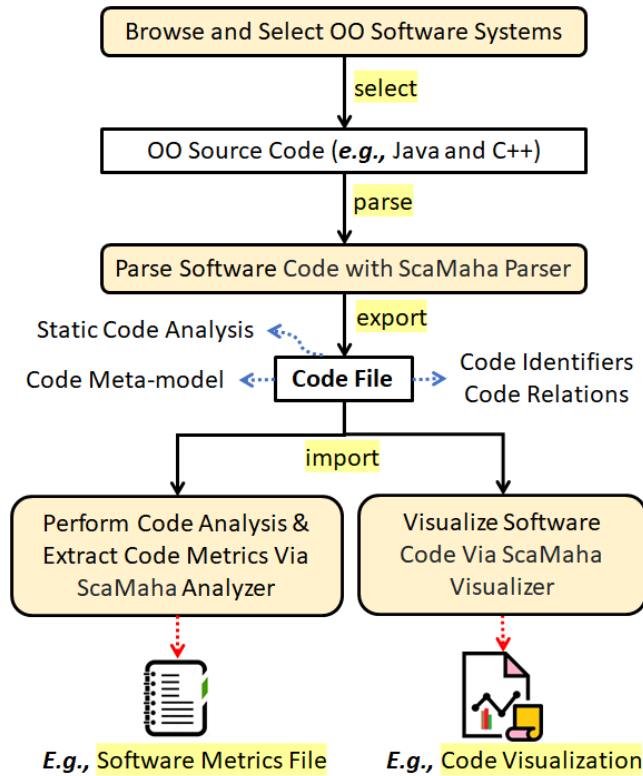 Browse and Select OO Software Systems
select
OO Source Code (e.g., Java and C++)
parse
Parse Software Code with ScaMaha Parser
export
Static Code Analysis
Code Meta-model
Code File
Code Identifiers
Code Relations
import
Perform Code Analysis &
Extract Code Metrics Via
ScaMaha Analyzer
Visualize Software
Code Via ScaMaha
Visualizer
E.g., Software Metrics File
E.g., Code Visualization